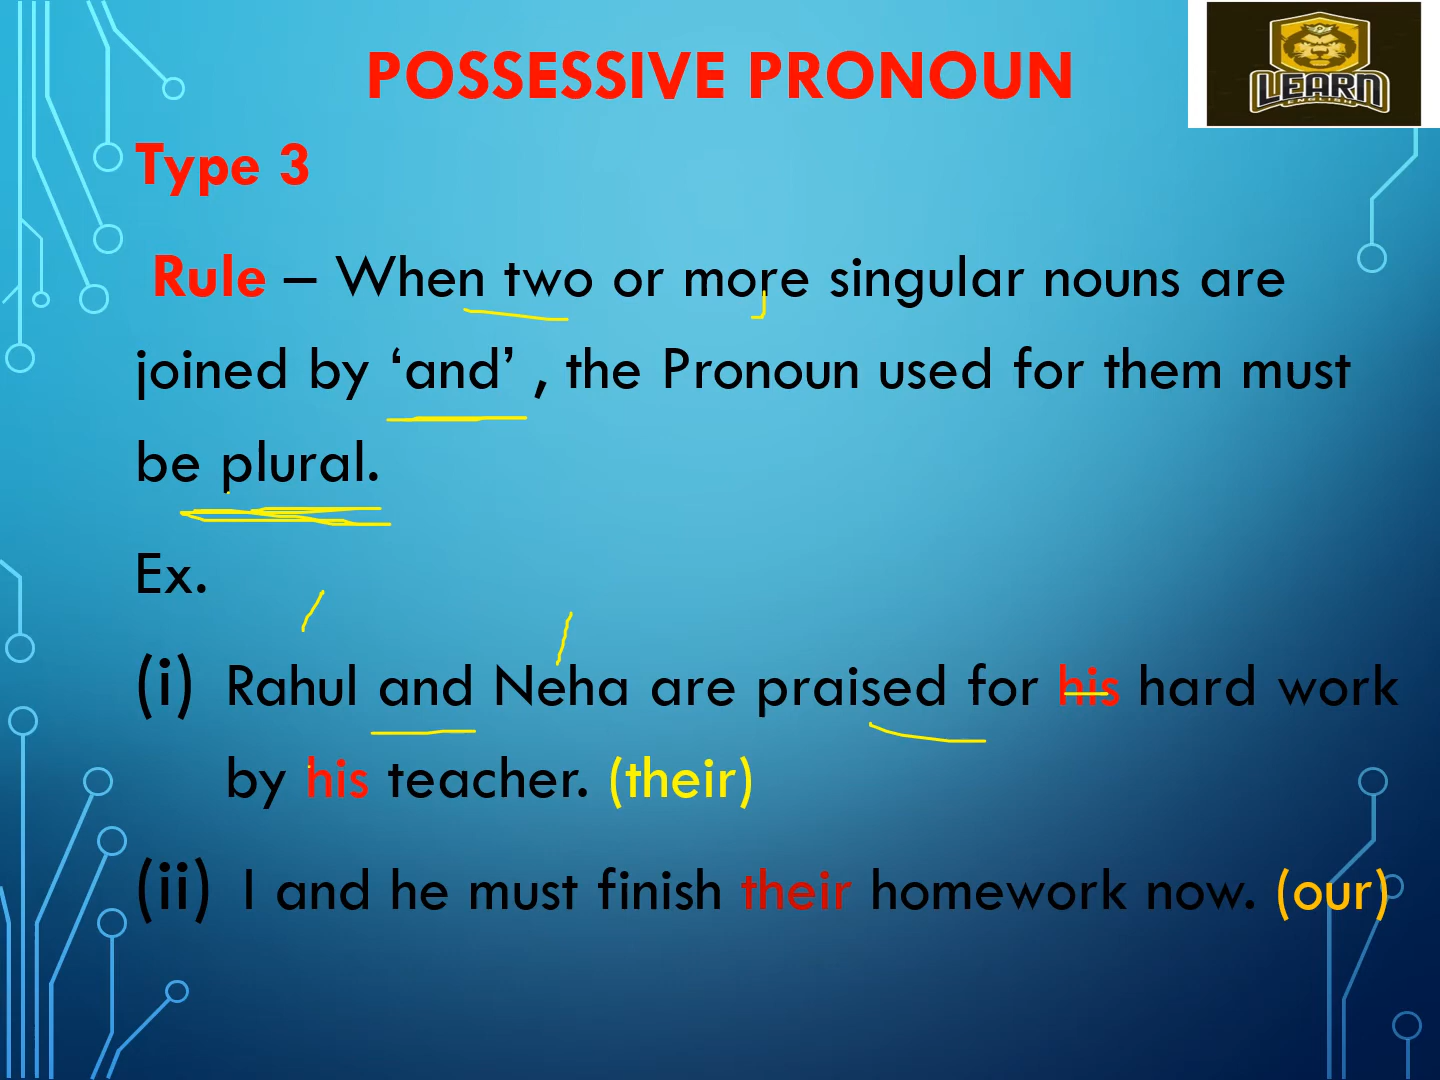 POSSESSIVE PRONOUN
LEARN
ENGLISH
Type 3
Rule – When two or more singular nouns are
joined by ‘and’ , the Pronoun used for them must
be plural.
Ex.
(i) Rahul and Neha are praised for his hard work
by his teacher. (their)
(ii) I and he must finish their homework now. (our)